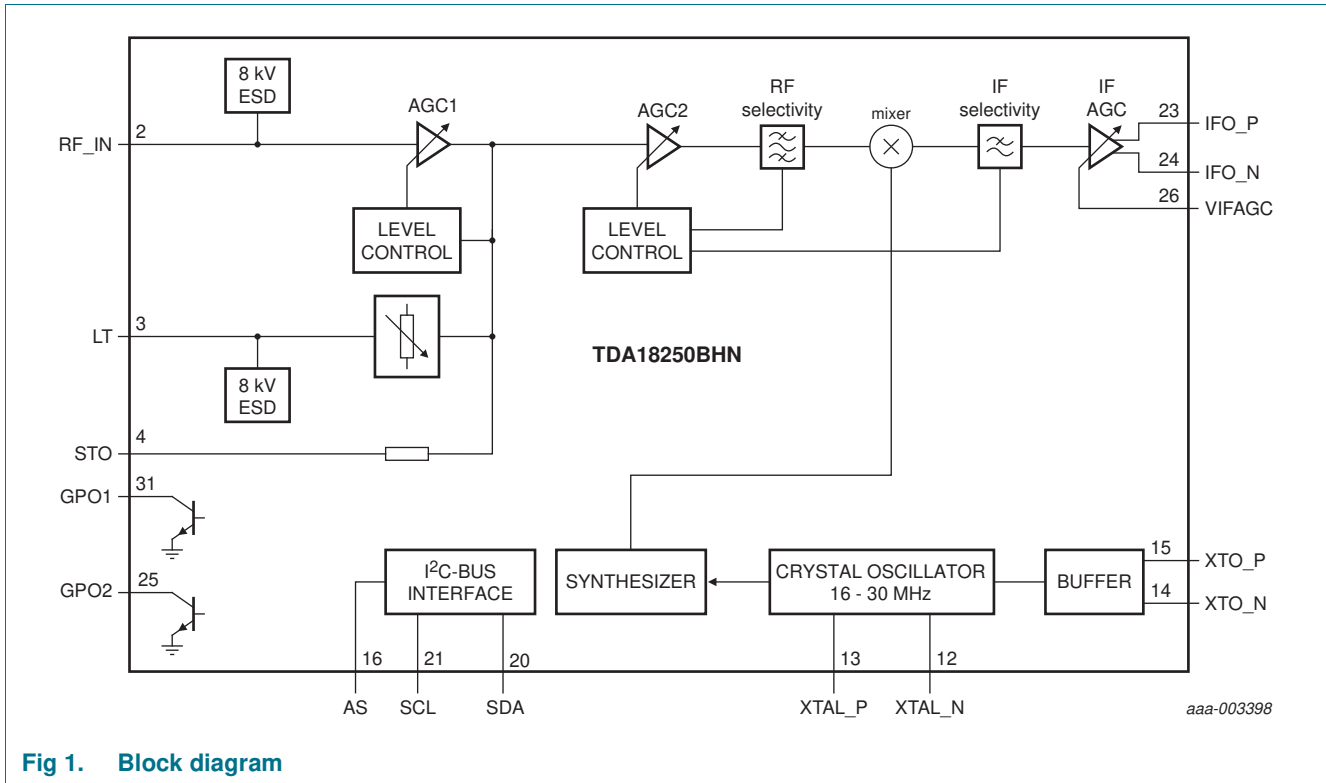 8 kV
ESD
AGC1
AGC2
RF
selectivity
mixer
IF
selectivity
IF
AGC
23
IFO_P
RF_IN
2
24
IFO_N
26
VIFAGC
LEVEL
CONTROL
LEVEL
CONTROL
LT
3
TDA18250BHN
8 kV
ESD
STO
4
GPO1
31
GPO2
25
I²C-BUS
INTERFACE
SYNTHESIZER
CRYSTAL OSCILLATOR
16 - 30 MHz
BUFFER
15
XTO_P
14
XTO_N
16
21
20
13
12
AS
SCL
SDA
XTAL_P
XTAL_N
aaa-003398
Fig 1. Block diagram